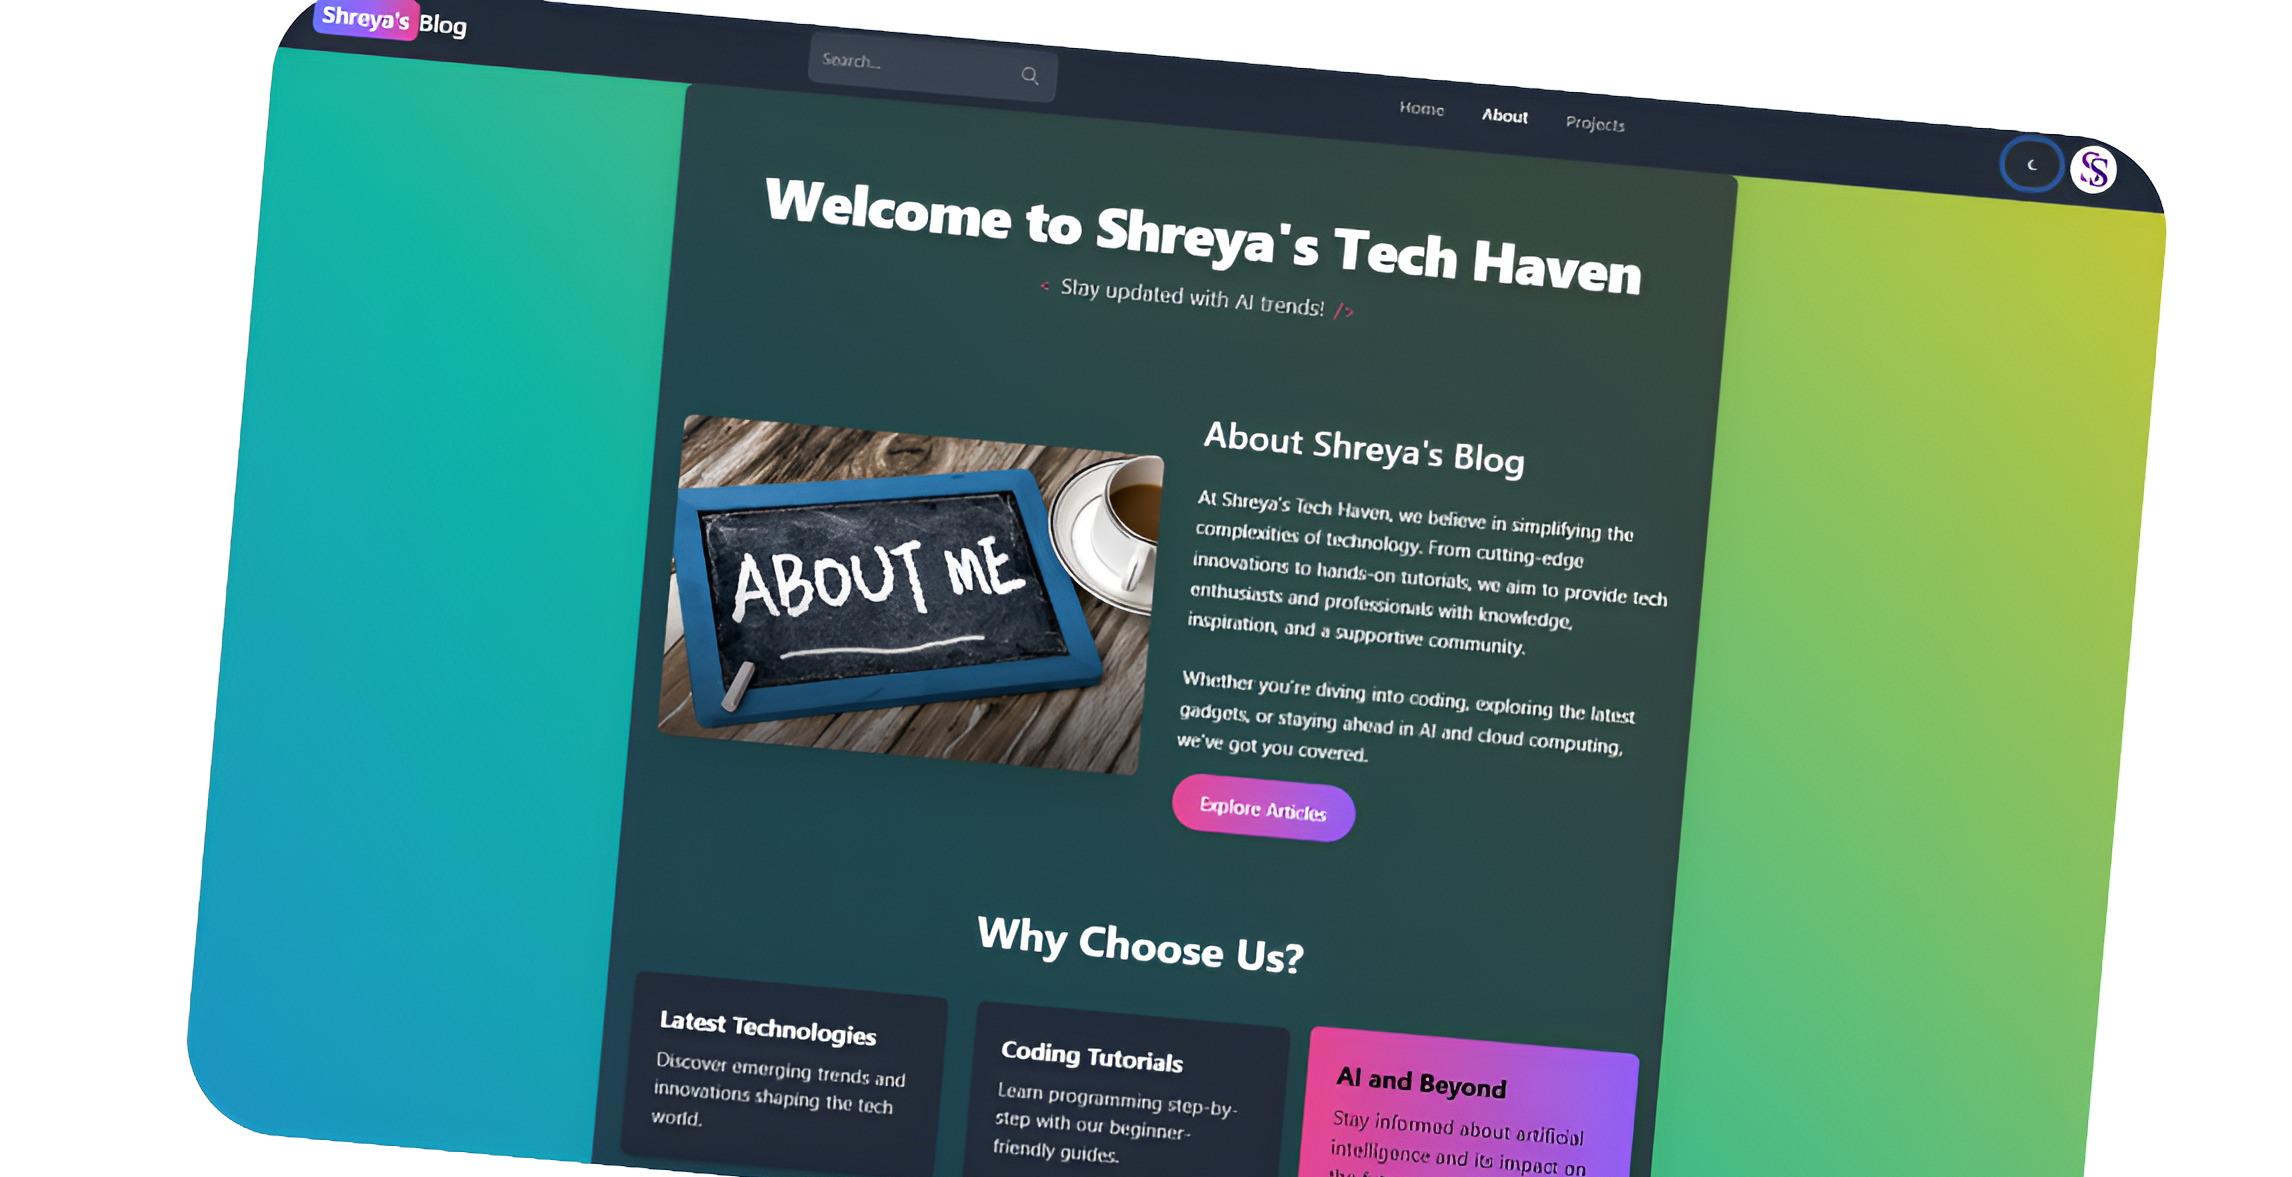 Shreya's Blog
Search...
Home About Projects
SS
Welcome to Shreya's Tech Haven
< Stay updated with AI trends! />
ABOUT ME
About Shreya's Blog
At Shreya's Tech Haven, we believe in simplifying the
complexities of technology. From cutting-edge
innovations to hands-on tutorials, we aim to provide tech
enthusiasts and professionals with knowledge,
inspiration, and a supportive community.
Whether you're diving into coding, exploring the latest
gadgets, or staying ahead in AI and cloud computing,
we've got you covered.
Explore Articles
Why Choose Us?
Latest Technologies
Discover emerging trends and
innovations shaping the tech
world.
Coding Tutorials
Learn programming step-by-
step with our beginner-
friendly guides.
AI and Beyond
Stay informed about artificial
intelligence and its impact on